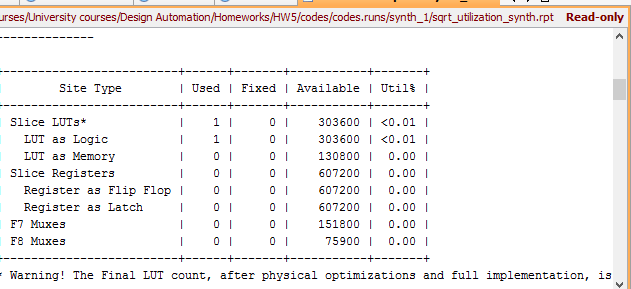 urses/University courses/Design Automation/Homeworks/HW5/codes/codes.runs/synth_1/sqrt_utilization_synth.rpt Read-only
--------------
+-------------------------+------+-------+-----------+-------+
| Site Type | Used | Fixed | Available | Util% |
+-------------------------+------+-------+-----------+-------+
| Slice LUTs* | 1 | 0 | 303600 | <0.01 |
| LUT as Logic | 1 | 0 | 303600 | <0.01 |
| LUT as Memory | 0 | 0 | 130800 | 0.00 |
| Slice Registers | 0 | 0 | 607200 | 0.00 |
| Register as Flip Flop | 0 | 0 | 607200 | 0.00 |
| Register as Latch | 0 | 0 | 607200 | 0.00 |
| F7 Muxes | 0 | 0 | 151800 | 0.00 |
| F8 Muxes | 0 | 0 | 75900 | 0.00 |
+-------------------------+------+-------+-----------+-------+
* Warning! The Final LUT count, after physical optimizations and full implementation, is